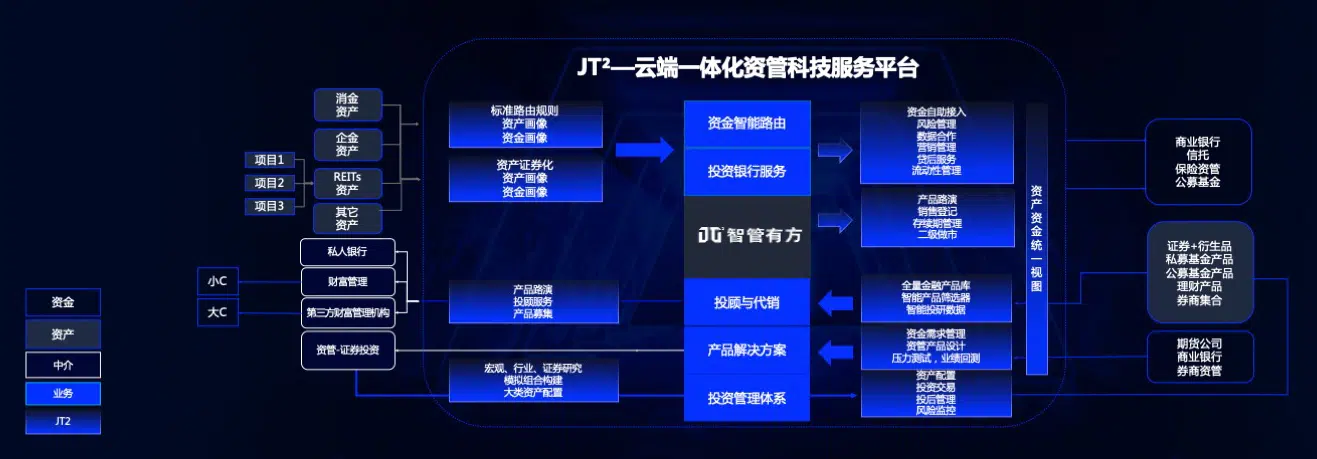 JT²—云端一体化资管科技服务平台
消金
资产
企金
资产
REITs
资产
其它
资产
项目1
项目2
项目3
私人银行
财富管理
第三方财富管理机构
资管-证券投资
小C
大C
资金
资产
中介
业务
JT2
标准路由规则
资产画像
资金画像
资产证券化
资产画像
资金画像
产品路演
投顾服务
产品募集
宏观、行业、证券研究
模拟组合构建
大类资产配置
资金智能路由
投资银行服务
智管有方
投顾与代销
产品解决方案
投资管理体系
资金自助接入
风险管理
数据合作
营销管理
贷后服务
流动性管理
产品路演
销售登记
存续期管理
二级做市
全量金融产品库
智能产品筛选器
智能投研数据
资金需求管理
资管产品设计
压力测试，业绩回测
资产配置
投资交易
投后管理
风险监控
资产资金统一视图
商业银行
信托
保险资管
公募基金
证券+衍生品
私募基金产品
公募基金产品
理财产品
券商集合
期货公司
商业银行
券商资管